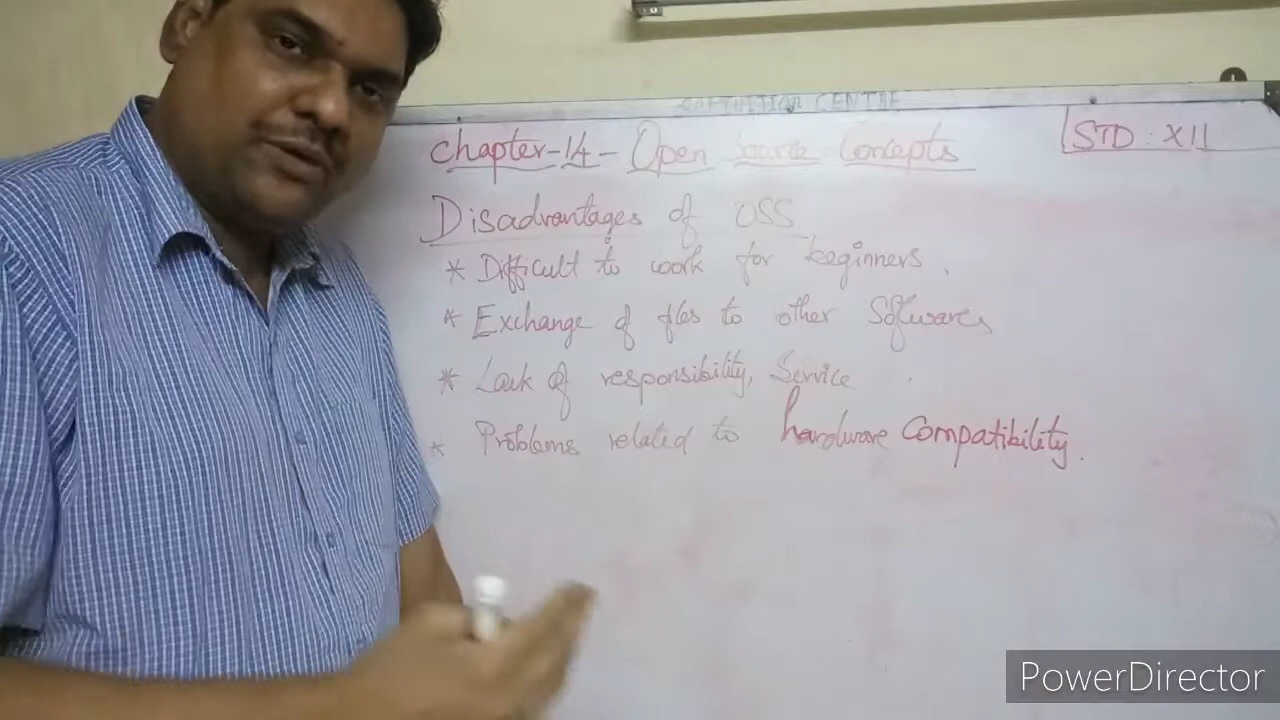 CENTRE
Chapter-14- Open Source Concepts
STD: XII
Disadvantages of OSS
* Difficult to work for beginners.
* Exchange of files to other Softwares
* Lack of responsibility, Service
* Problems related to hardware Compatibility.
PowerDirector